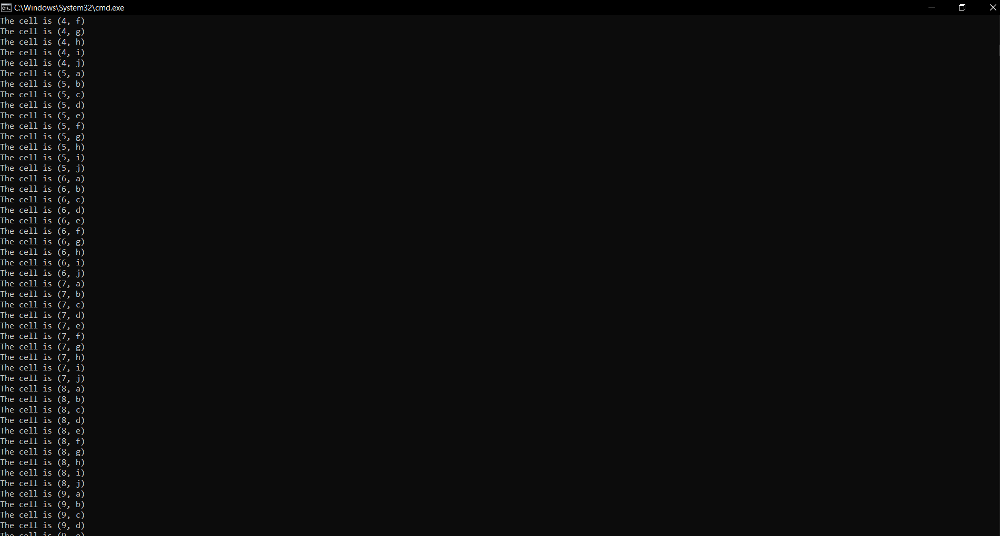 C:\Windows\System32\cmd.exe
The cell is (4, f)
The cell is (4, g)
The cell is (4, h)
The cell is (4, i)
The cell is (4, j)
The cell is (5, a)
The cell is (5, b)
The cell is (5, c)
The cell is (5, d)
The cell is (5, e)
The cell is (5, f)
The cell is (5, g)
The cell is (5, h)
The cell is (5, i)
The cell is (5, j)
The cell is (6, a)
The cell is (6, b)
The cell is (6, c)
The cell is (6, d)
The cell is (6, e)
The cell is (6, f)
The cell is (6, g)
The cell is (6, h)
The cell is (6, i)
The cell is (6, j)
The cell is (7, a)
The cell is (7, b)
The cell is (7, c)
The cell is (7, d)
The cell is (7, e)
The cell is (7, f)
The cell is (7, g)
The cell is (7, h)
The cell is (7, i)
The cell is (7, j)
The cell is (8, a)
The cell is (8, b)
The cell is (8, c)
The cell is (8, d)
The cell is (8, e)
The cell is (8, f)
The cell is (8, g)
The cell is (8, h)
The cell is (8, i)
The cell is (8, j)
The cell is (9, a)
The cell is (9, b)
The cell is (9, c)
The cell is (9, d)
The cell is (9, e)